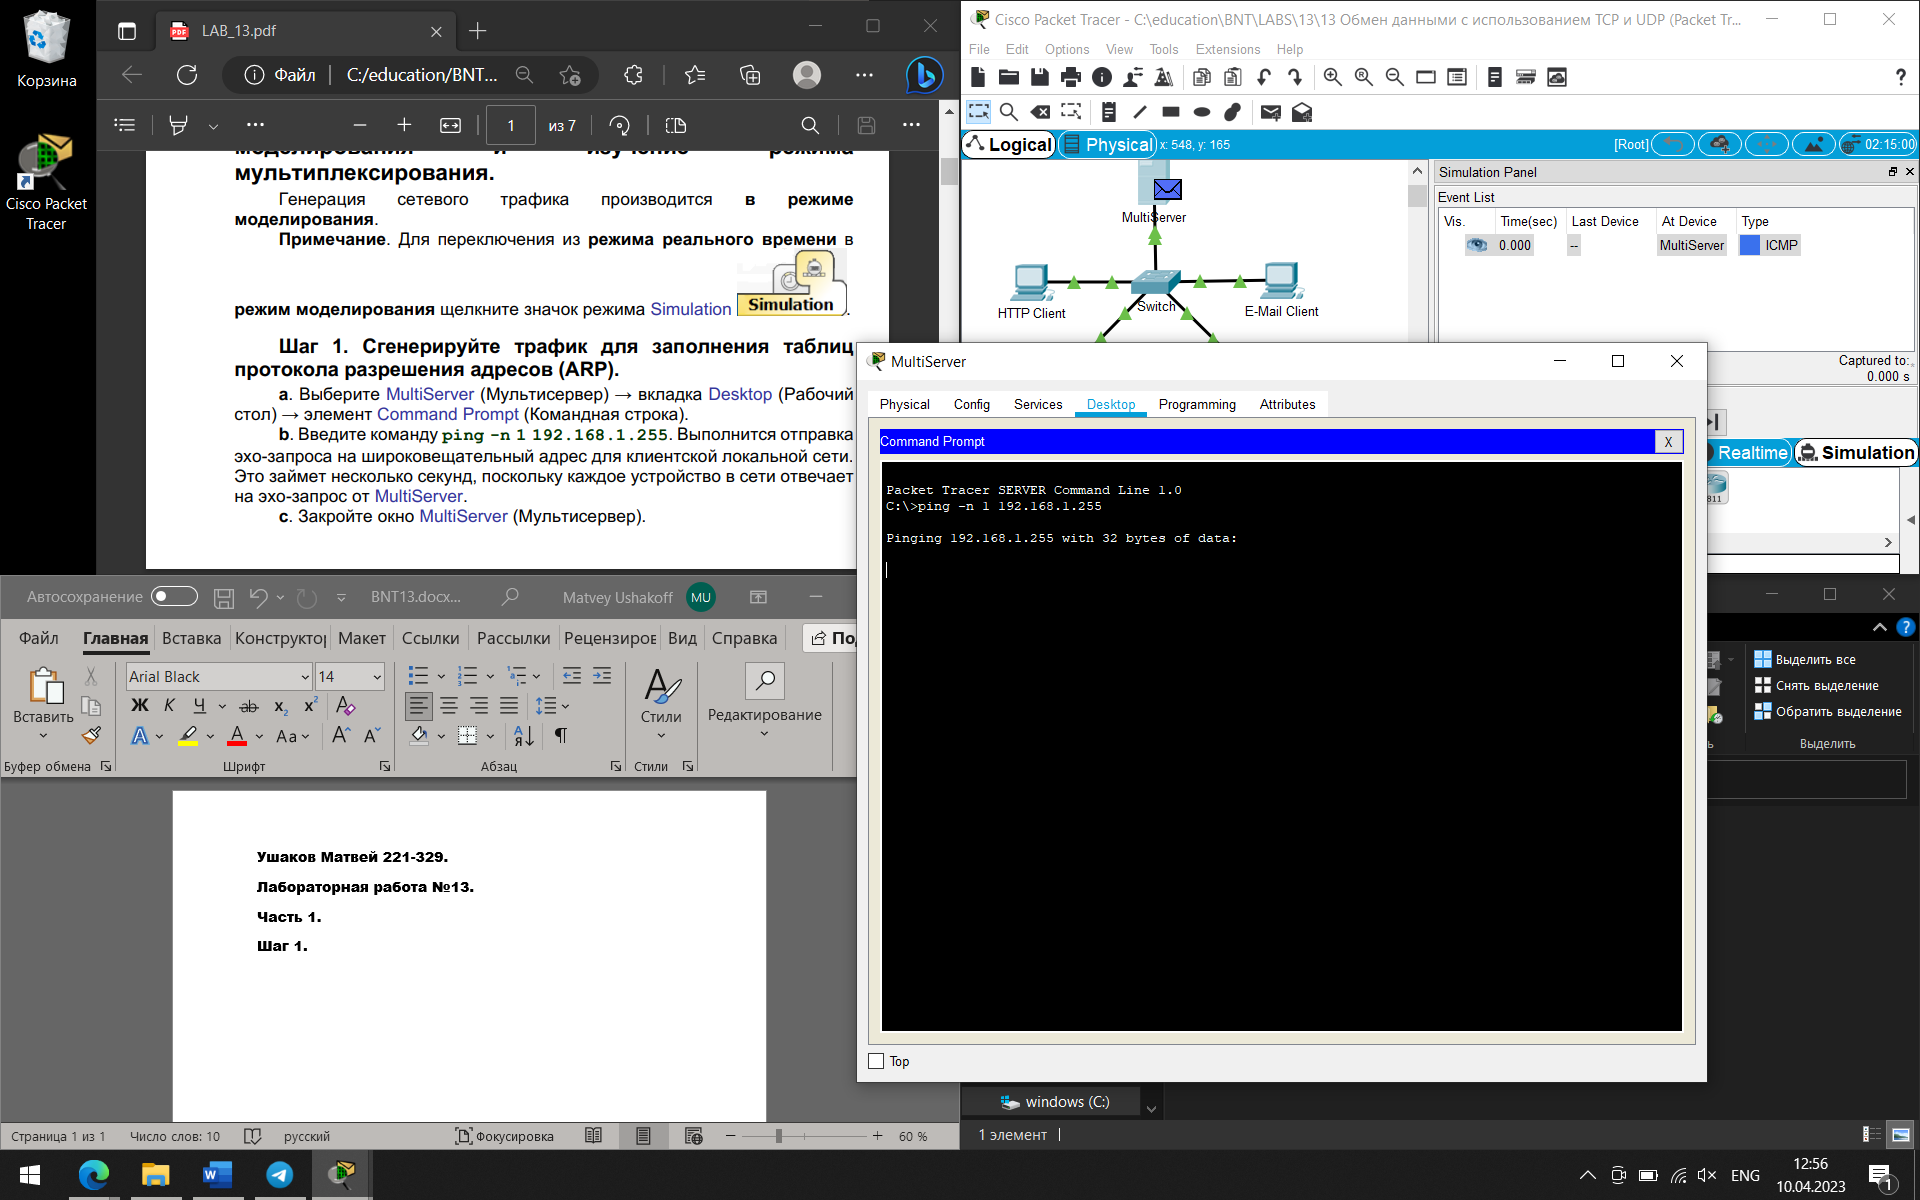 Корзина
Cisco Packet
Tracer
LAB_13.pdf
Файл
C:/education/BNT...
1
из 7
моделирования и изучение режима
мультиплексирования.
Генерация сетевого трафика производится в режиме
моделирования.
Примечание. Для переключения из режима реального времени в
режим моделирования щелкните значок режима Simulation Simulation.
Шаг 1. Сгенерируйте трафик для заполнения таблиц
протокола разрешения адресов (ARP).
a. Выберите MultiServer (Мультисервер) → вкладка Desktop (Рабочий
стол) → элемент Command Prompt (Командная строка).
b. Введите команду ping -n 1 192.168.1.255. Выполнится отправка
эхо-запроса на широковещательный адрес для клиентской локальной сети.
Это займет несколько секунд, поскольку каждое устройство в сети отвечает
на эхо-запрос от MultiServer.
c. Закройте окно MultiServer (Мультисервер).
Cisco Packet Tracer - C:\education\BNT\LABS\13\13 Обмен данными с использованием TCP и UDP (Packet Tr...
File Edit Options View Tools Extensions Help
?
Logical
Physical
x: 548, y: 165
[Root]
02:15:00
MultiServer
HTTP Client
Switch
E-Mail Client
Simulation Panel
Event List
Vis. Time(sec) Last Device At Device Type
0.000 -- MultiServer ICMP
Captured to:
0.000 s
Realtime
Simulation
811
MultiServer
Physical Config Services Desktop Programming Attributes
Command Prompt
X
Packet Tracer SERVER Command Line 1.0
C:\>ping -n 1 192.168.1.255
Pinging 192.168.1.255 with 32 bytes of data:
Top
Автосохранение
BNT13.docx...
Matvey Ushakoff
MU
Файл Главная Вставка Конструктор Макет Ссылки Рассылки Рецензиров Вид Справка
Вставить
Arial Black
14
Ж К Ч ab x₂ x²
Aa
Стили
Редактирование
Буфер обмена
Шрифт
Абзац
Стили
Ушаков Матвей 221-329.
Лабораторная работа №13.
Часть 1.
Шаг 1.
Страница 1 из 1
Число слов: 10
русский
Фокусировка
60 %
Выделить все
Снять выделение
Обратить выделение
Выделить
windows (C:)
1 элемент
ENG
12:56
10.04.2023
1